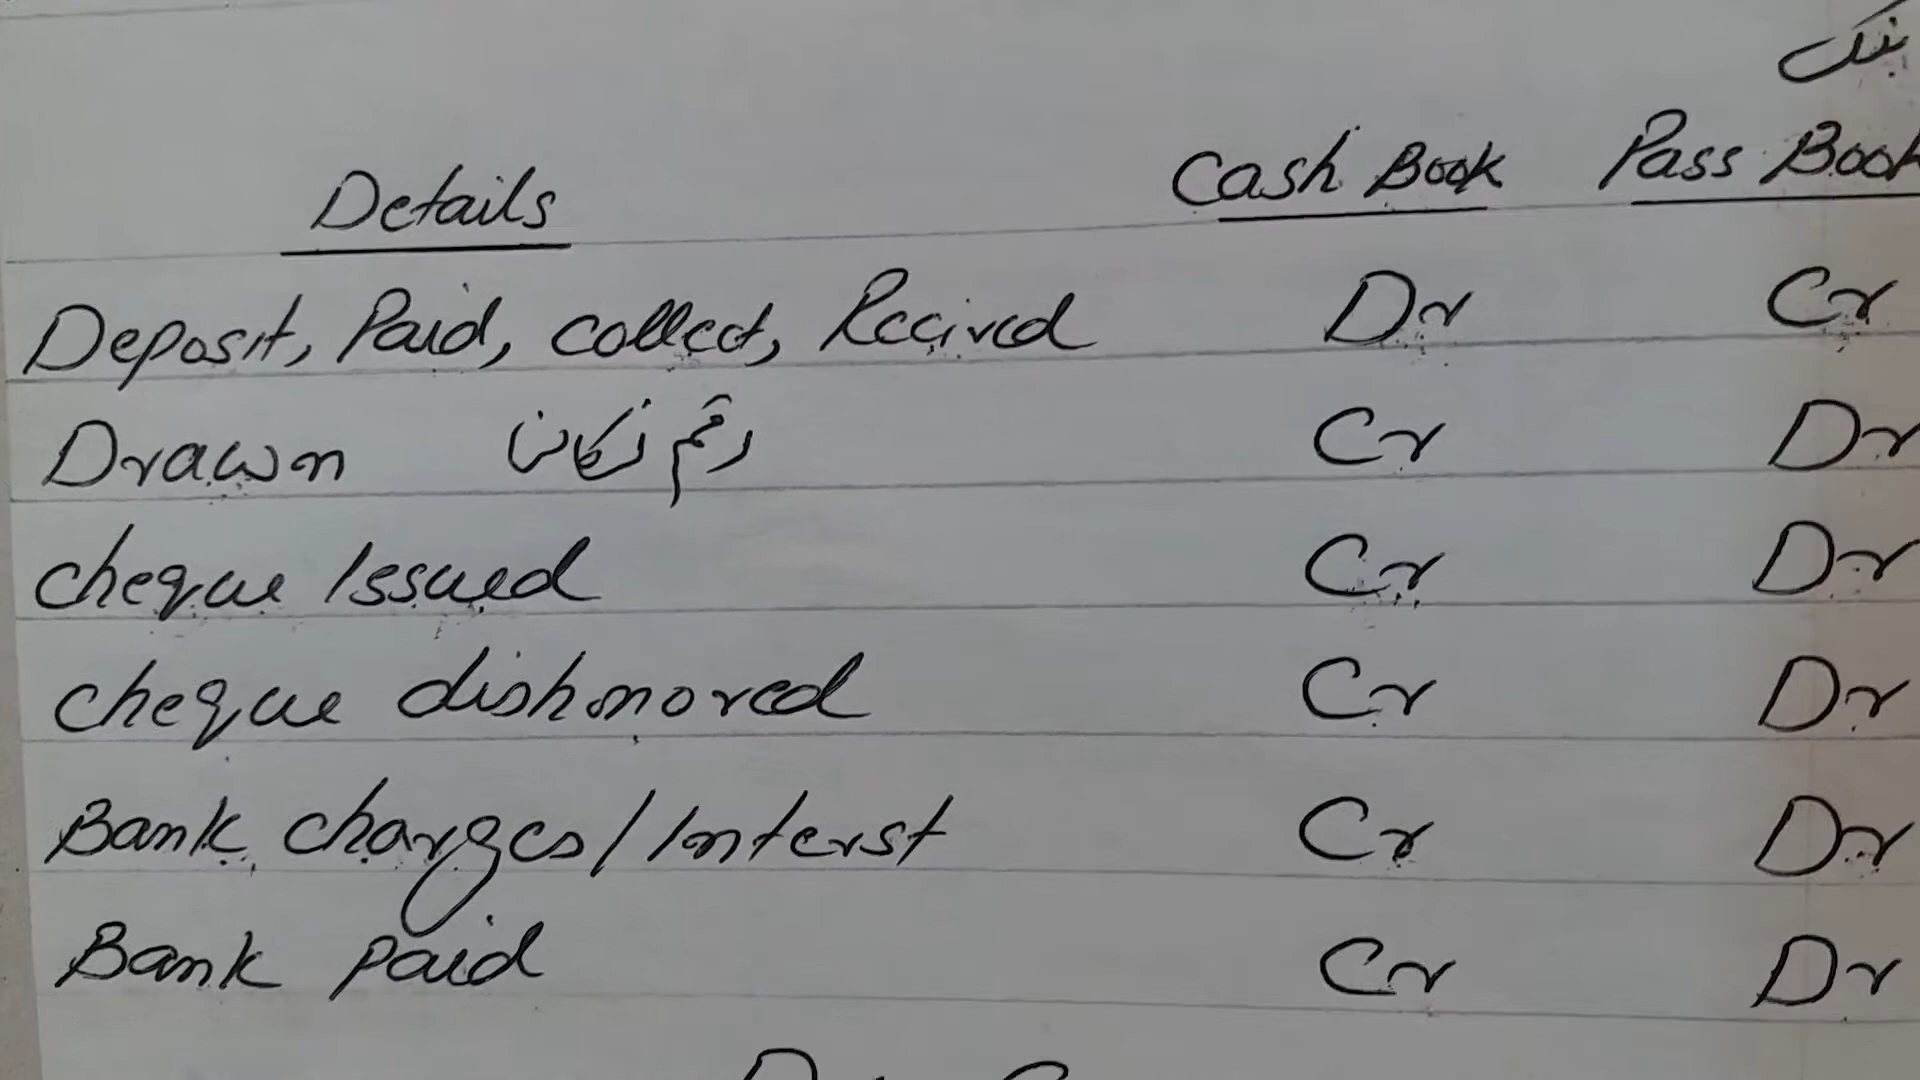 بنک
Details Cash Book Pass Book
Deposit, Paid, collect, Recived Dr Cr
Drawn رقم نکالنا Cr Dr
cheque Issued Cr Dr
cheque dishonored Cr Dr
Bank charges/Interst Cr Dr
Bank paid Cr Dr